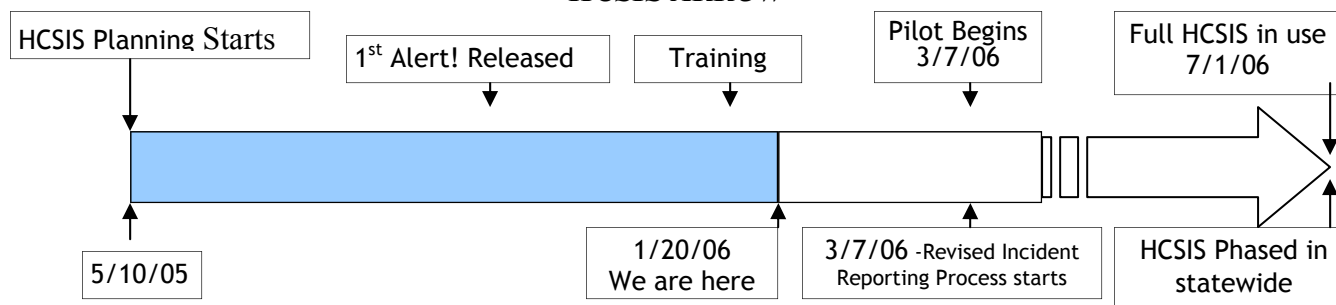 HCSIS Planning Starts
1st Alert! Released
Training
Pilot Begins
3/7/06
Full HCSIS in use
7/1/06
5/10/05
1/20/06
We are here
3/7/06 -Revised Incident
Reporting Process starts
HCSIS Phased in
statewide